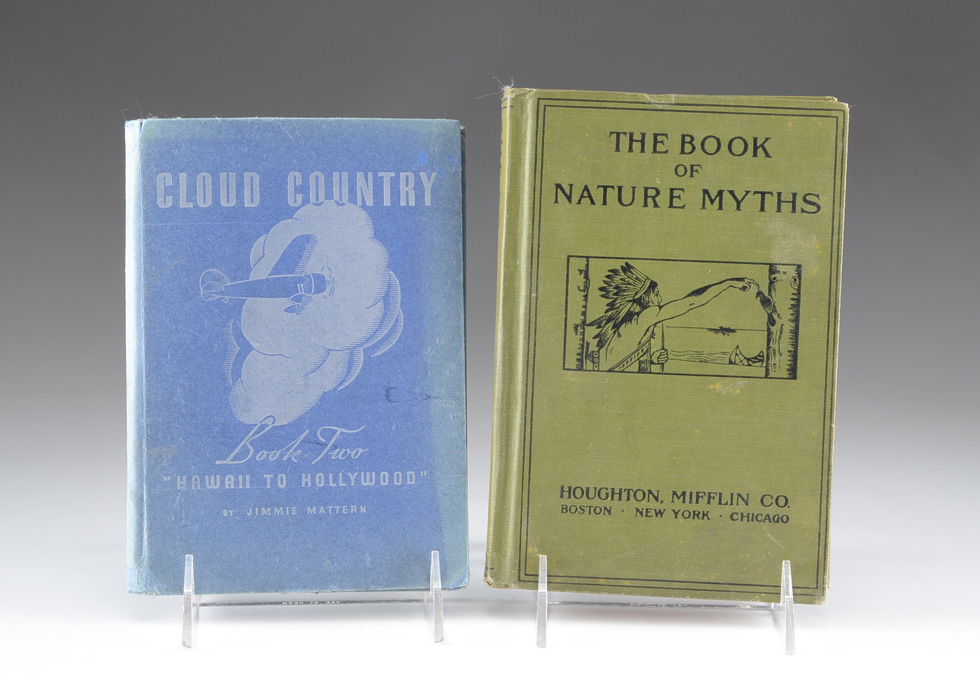 CLOUD COUNTRY
Book Two
"HAWAII TO HOLLYWOOD"
BY JIMMIE MATTERN
THE BOOK
OF
NATURE MYTHS
HOUGHTON, MIFFLIN CO.
BOSTON · NEW YORK · CHICAGO